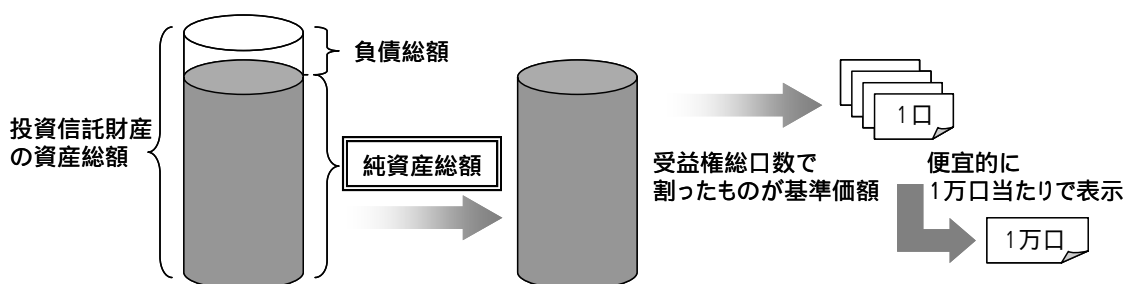 負債総額
投資信託財産
の資産総額
純資産総額
1口
受益権総口数で
割ったものが基準価額
便宜的に
1万口当たりで表示
1万口